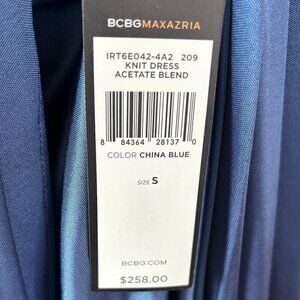 BCBGMAXAZRIA
IRT6E042-4A2 209
KNIT DRESS
ACETATE BLEND
8 84364 28137 0
COLOR CHINA BLUE
SIZE S
BCBG.COM
$258.00